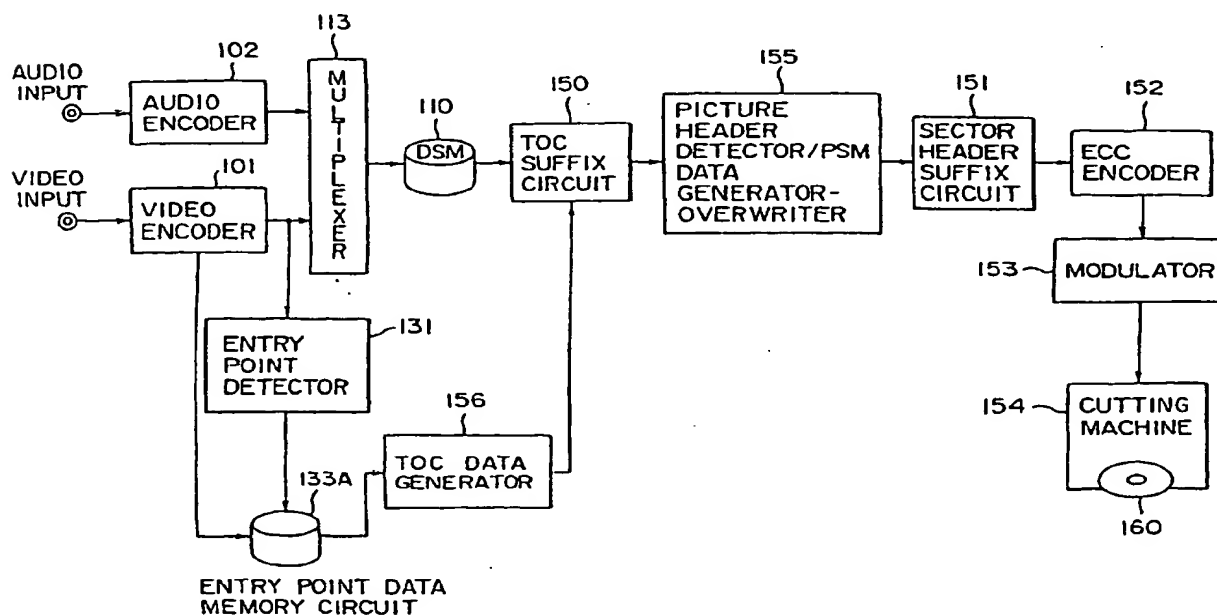 113
102
AUDIO
INPUT
AUDIO
ENCODER
MULTIPLEXER
101
VIDEO
INPUT
VIDEO
ENCODER
110
DSM
150
TOC
SUFFIX
CIRCUIT
155
PICTURE
HEADER
DETECTOR/PSM
DATA
GENERATOR-
OVERWRITER
151
SECTOR
HEADER
SUFFIX
CIRCUIT
152
ECC
ENCODER
153
MODULATOR
131
ENTRY
POINT
DETECTOR
156
TOC DATA
GENERATOR
154
CUTTING
MACHINE
160
133A
ENTRY POINT DATA
MEMORY CIRCUIT